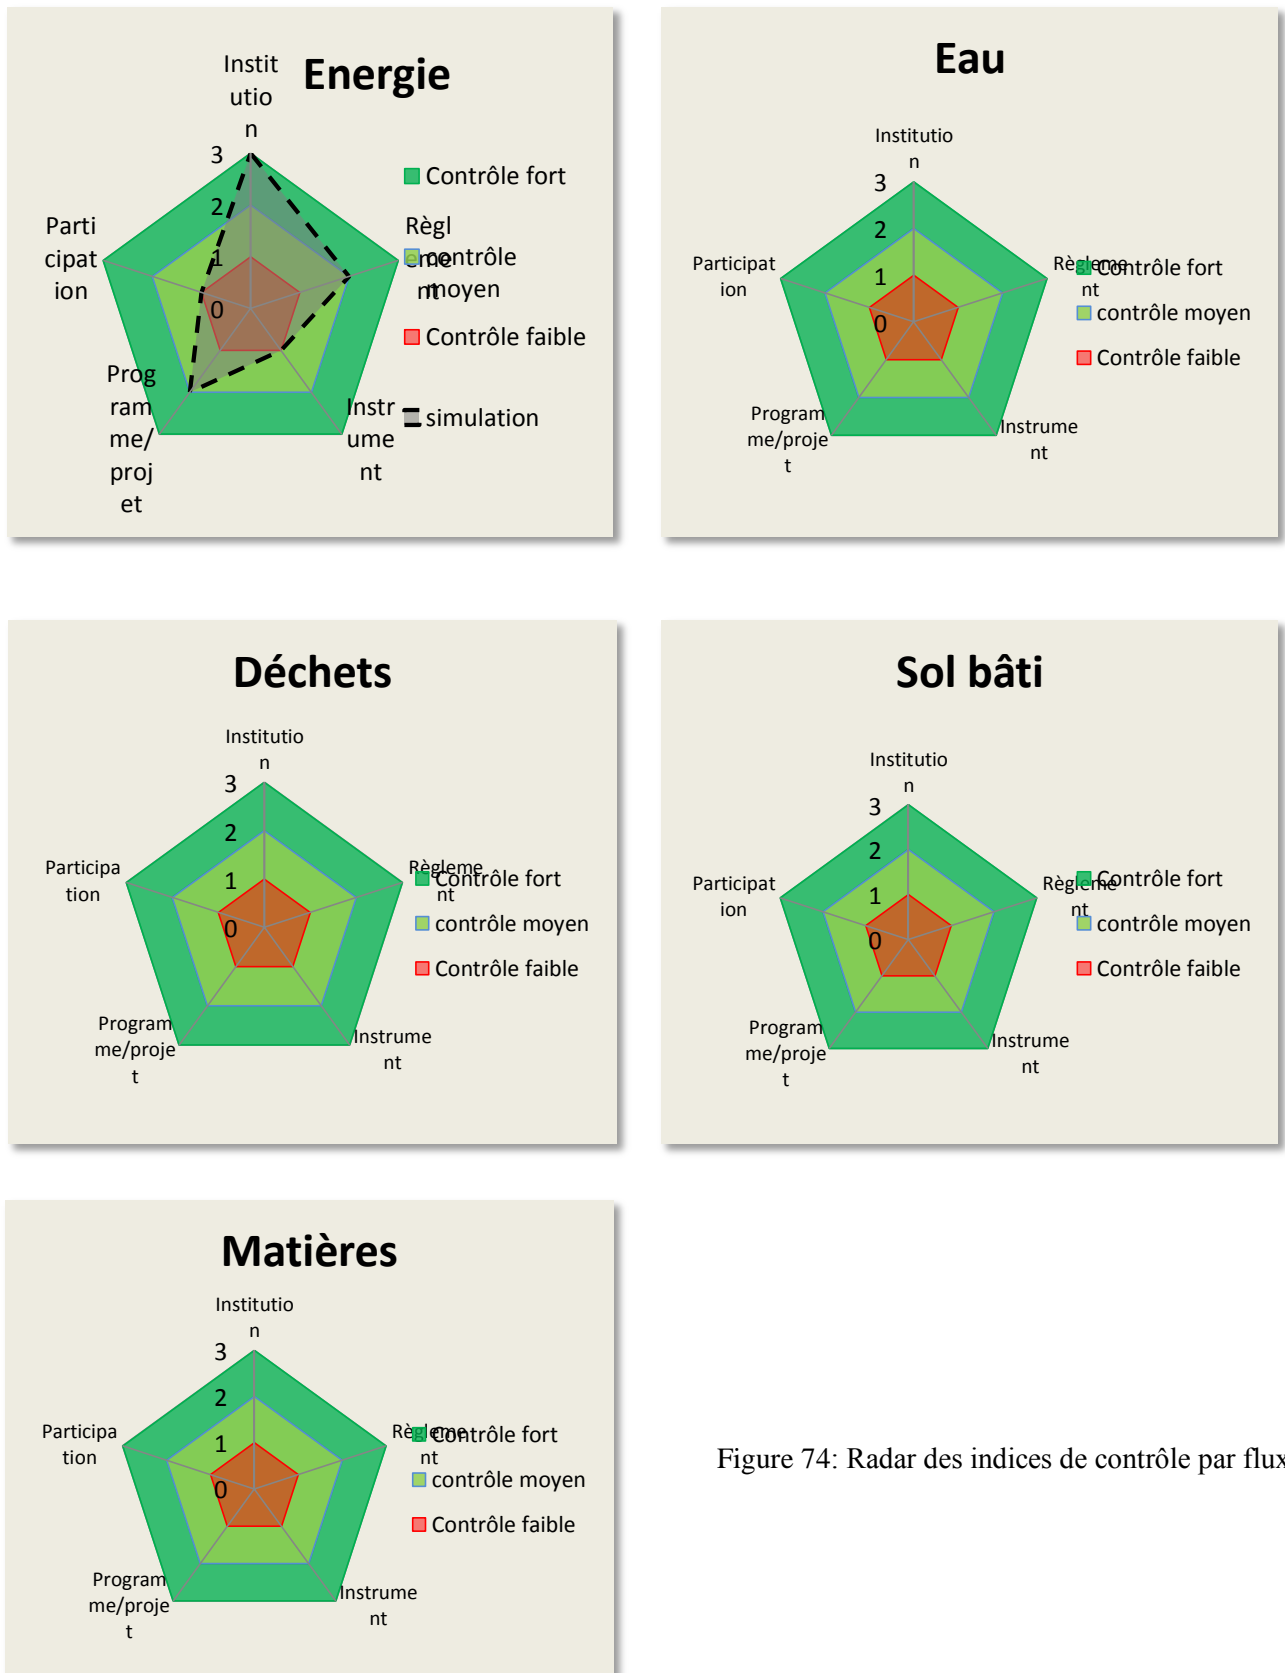 Energie
Instit
utio
n
3
2
1
0
Règl
eme
nt
Instr
ume
nt
Prog
ram
me/
proj
et
Parti
cipat
ion
Contrôle fort
contrôle
moyen
Contrôle faible
simulation
Eau
Institutio
n
3
2
1
0
Règleme
nt
Instrume
nt
Program
me/proje
t
Participat
ion
Contrôle fort
contrôle moyen
Contrôle faible
Déchets
Institutio
n
3
2
1
0
Règleme
nt
Instrume
nt
Program
me/proje
t
Participa
tion
Contrôle fort
contrôle moyen
Contrôle faible
Sol bâti
Institutio
n
3
2
1
0
Règleme
nt
Instrume
nt
Program
me/proje
t
Participat
ion
Contrôle fort
contrôle moyen
Contrôle faible
Matières
Institutio
n
3
2
1
0
Règleme
nt
Instrume
nt
Program
me/proje
t
Participa
tion
Contrôle fort
contrôle moyen
Contrôle faible
Figure 74: Radar des indices de contrôle par flux